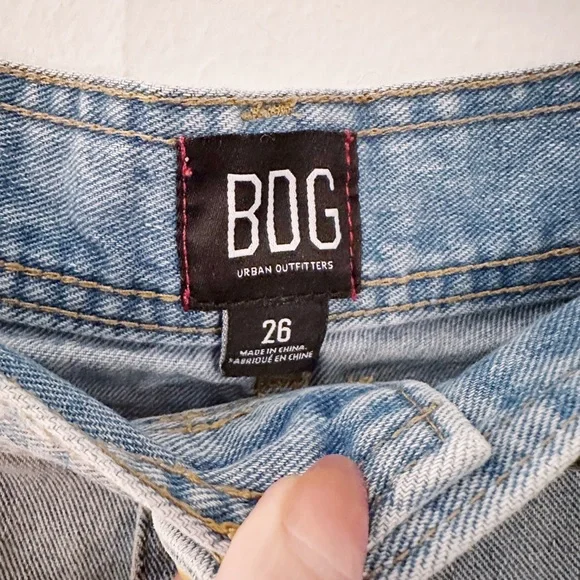 BDG
URBAN OUTFITTERS
26
MADE IN CHINA.
FABRIQUÉ EN CHINE